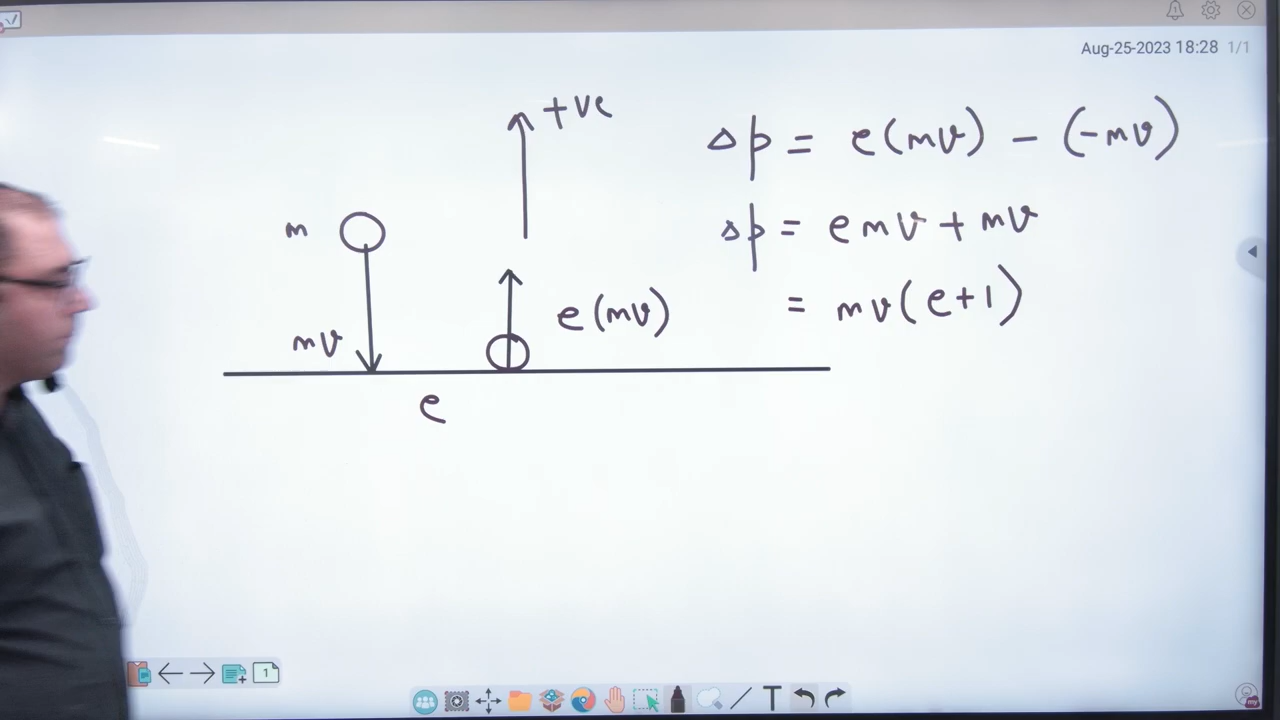 Aug-25-2023 18:28 1/1
+ve
Δp = e(mv) - (-mv)
m
Δp = emv + mv
e(mv)
= mv(e+1)
mv
e
1
T
my